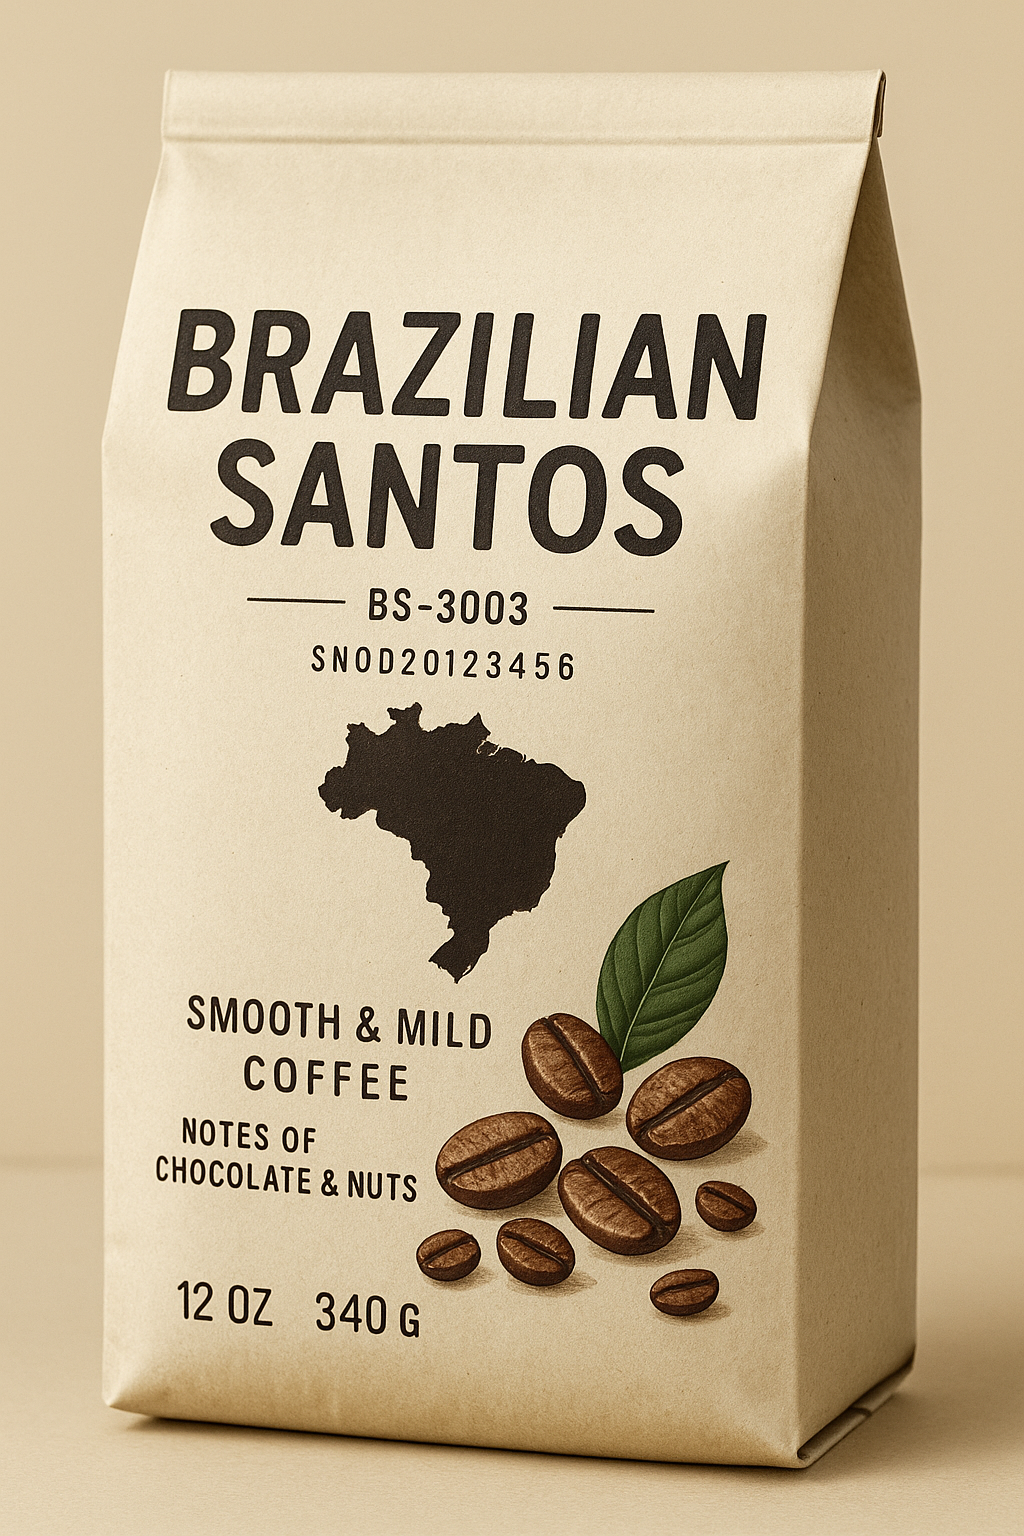 BRAZILIAN
SANTOS
BS-3003
SNOD20123456
SMOOTH & MILD
COFFEE
NOTES OF
CHOCOLATE & NUTS
12 OZ 340 G